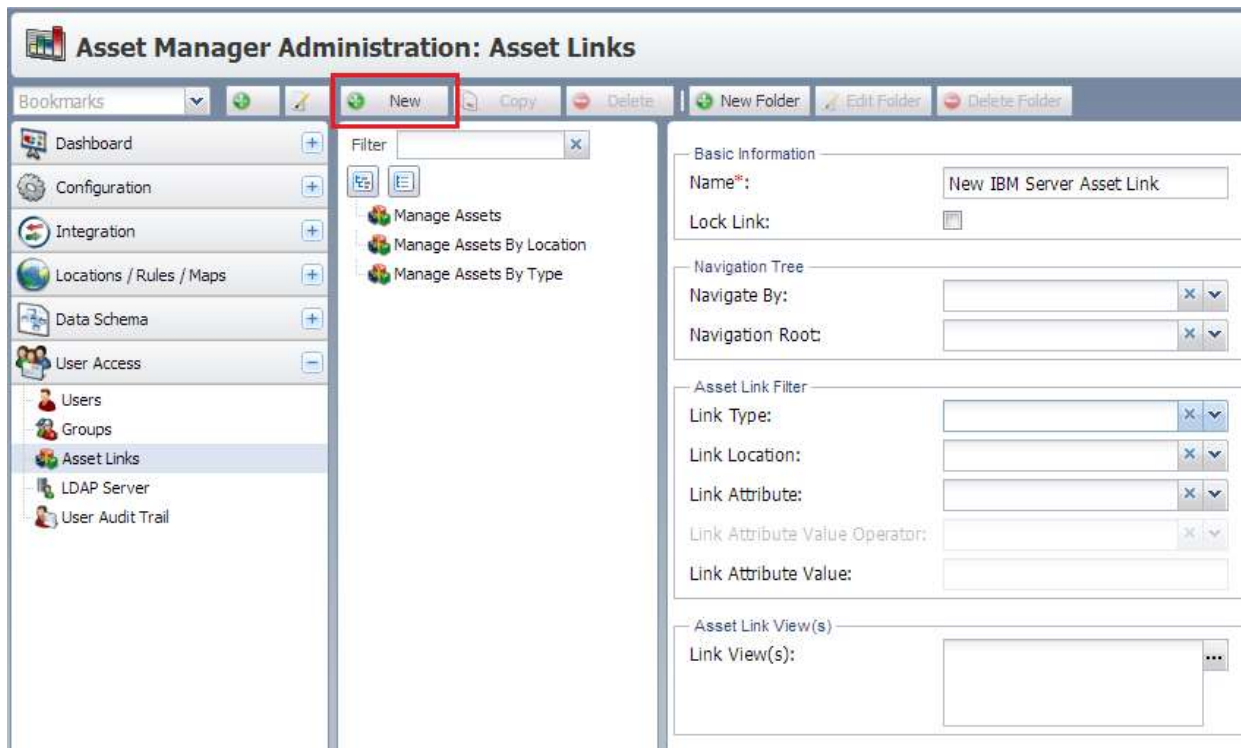 Asset Manager Administration: Asset Links
Bookmarks
New
Copy
Delete
New Folder
Edit Folder
Delete Folder
Dashboard
Configuration
Integration
Locations / Rules / Maps
Data Schema
User Access
Users
Groups
Asset Links
LDAP Server
User Audit Trail
Filter
Manage Assets
Manage Assets By Location
Manage Assets By Type
Basic Information
Name*: New IBM Server Asset Link
Lock Link:
Navigation Tree
Navigate By:
Navigation Root:
Asset Link Filter
Link Type:
Link Location:
Link Attribute:
Link Attribute Value Operator:
Link Attribute Value:
Asset Link View(s)
Link View(s):
...